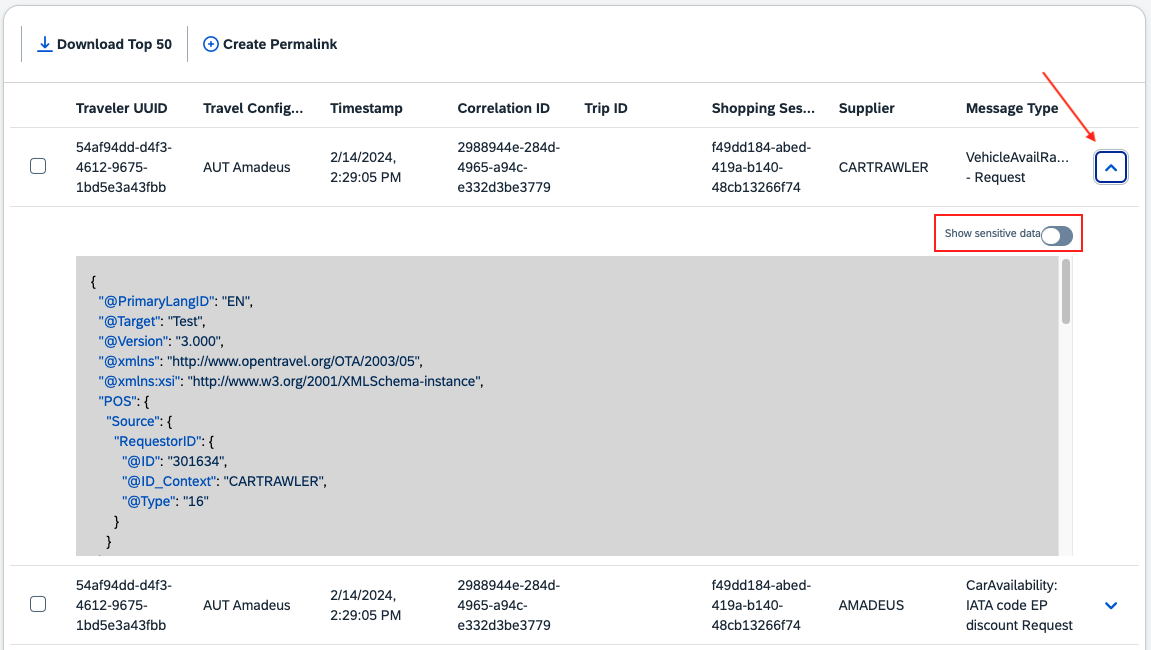 Download Top 50
Create Permalink
Traveler UUID Travel Config... Timestamp Correlation ID Trip ID Shopping Ses... Supplier Message Type
54af94dd-d4f3-
4612-9675-
1bd5e3a43fbb
AUT Amadeus
2/14/2024,
2:29:05 PM
2988944e-284d-
4965-a94c-
e332d3be3779
f49dd184-abed-
419a-b140-
48cb13266f74
CARTRAWLER
VehicleAvailRa...
- Request
Show sensitive data
{
"@PrimaryLangID": "EN",
"@Target": "Test",
"@Version": "3.000",
"@xmlns": "http://www.opentravel.org/OTA/2003/05",
"@xmlns:xsi": "http://www.w3.org/2001/XMLSchema-instance",
"POS": {
"Source": {
"RequestorID": {
"@ID": "301634",
"@ID_Context": "CARTRAWLER",
"@Type": "16"
}
}
54af94dd-d4f3-
4612-9675-
1bd5e3a43fbb
AUT Amadeus
2/14/2024,
2:29:05 PM
2988944e-284d-
4965-a94c-
e332d3be3779
f49dd184-abed-
419a-b140-
48cb13266f74
AMADEUS
CarAvailability:
IATA code EP
discount Request